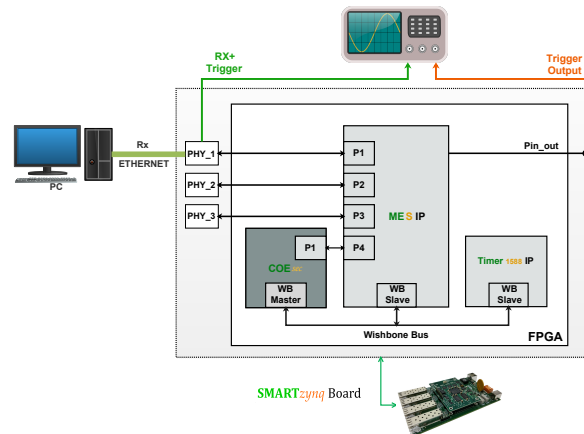 RX+
Trigger
Trigger
Output
Rx
ETHERNET
PC
PHY_1
PHY_2
PHY_3
P1
P2
P3
P4
MES IP
Pin_out
P1
COE
WB
Master
WB
Slave
Timer 1588 IP
WB
Slave
Wishbone Bus
FPGA
SMARTzynq Board